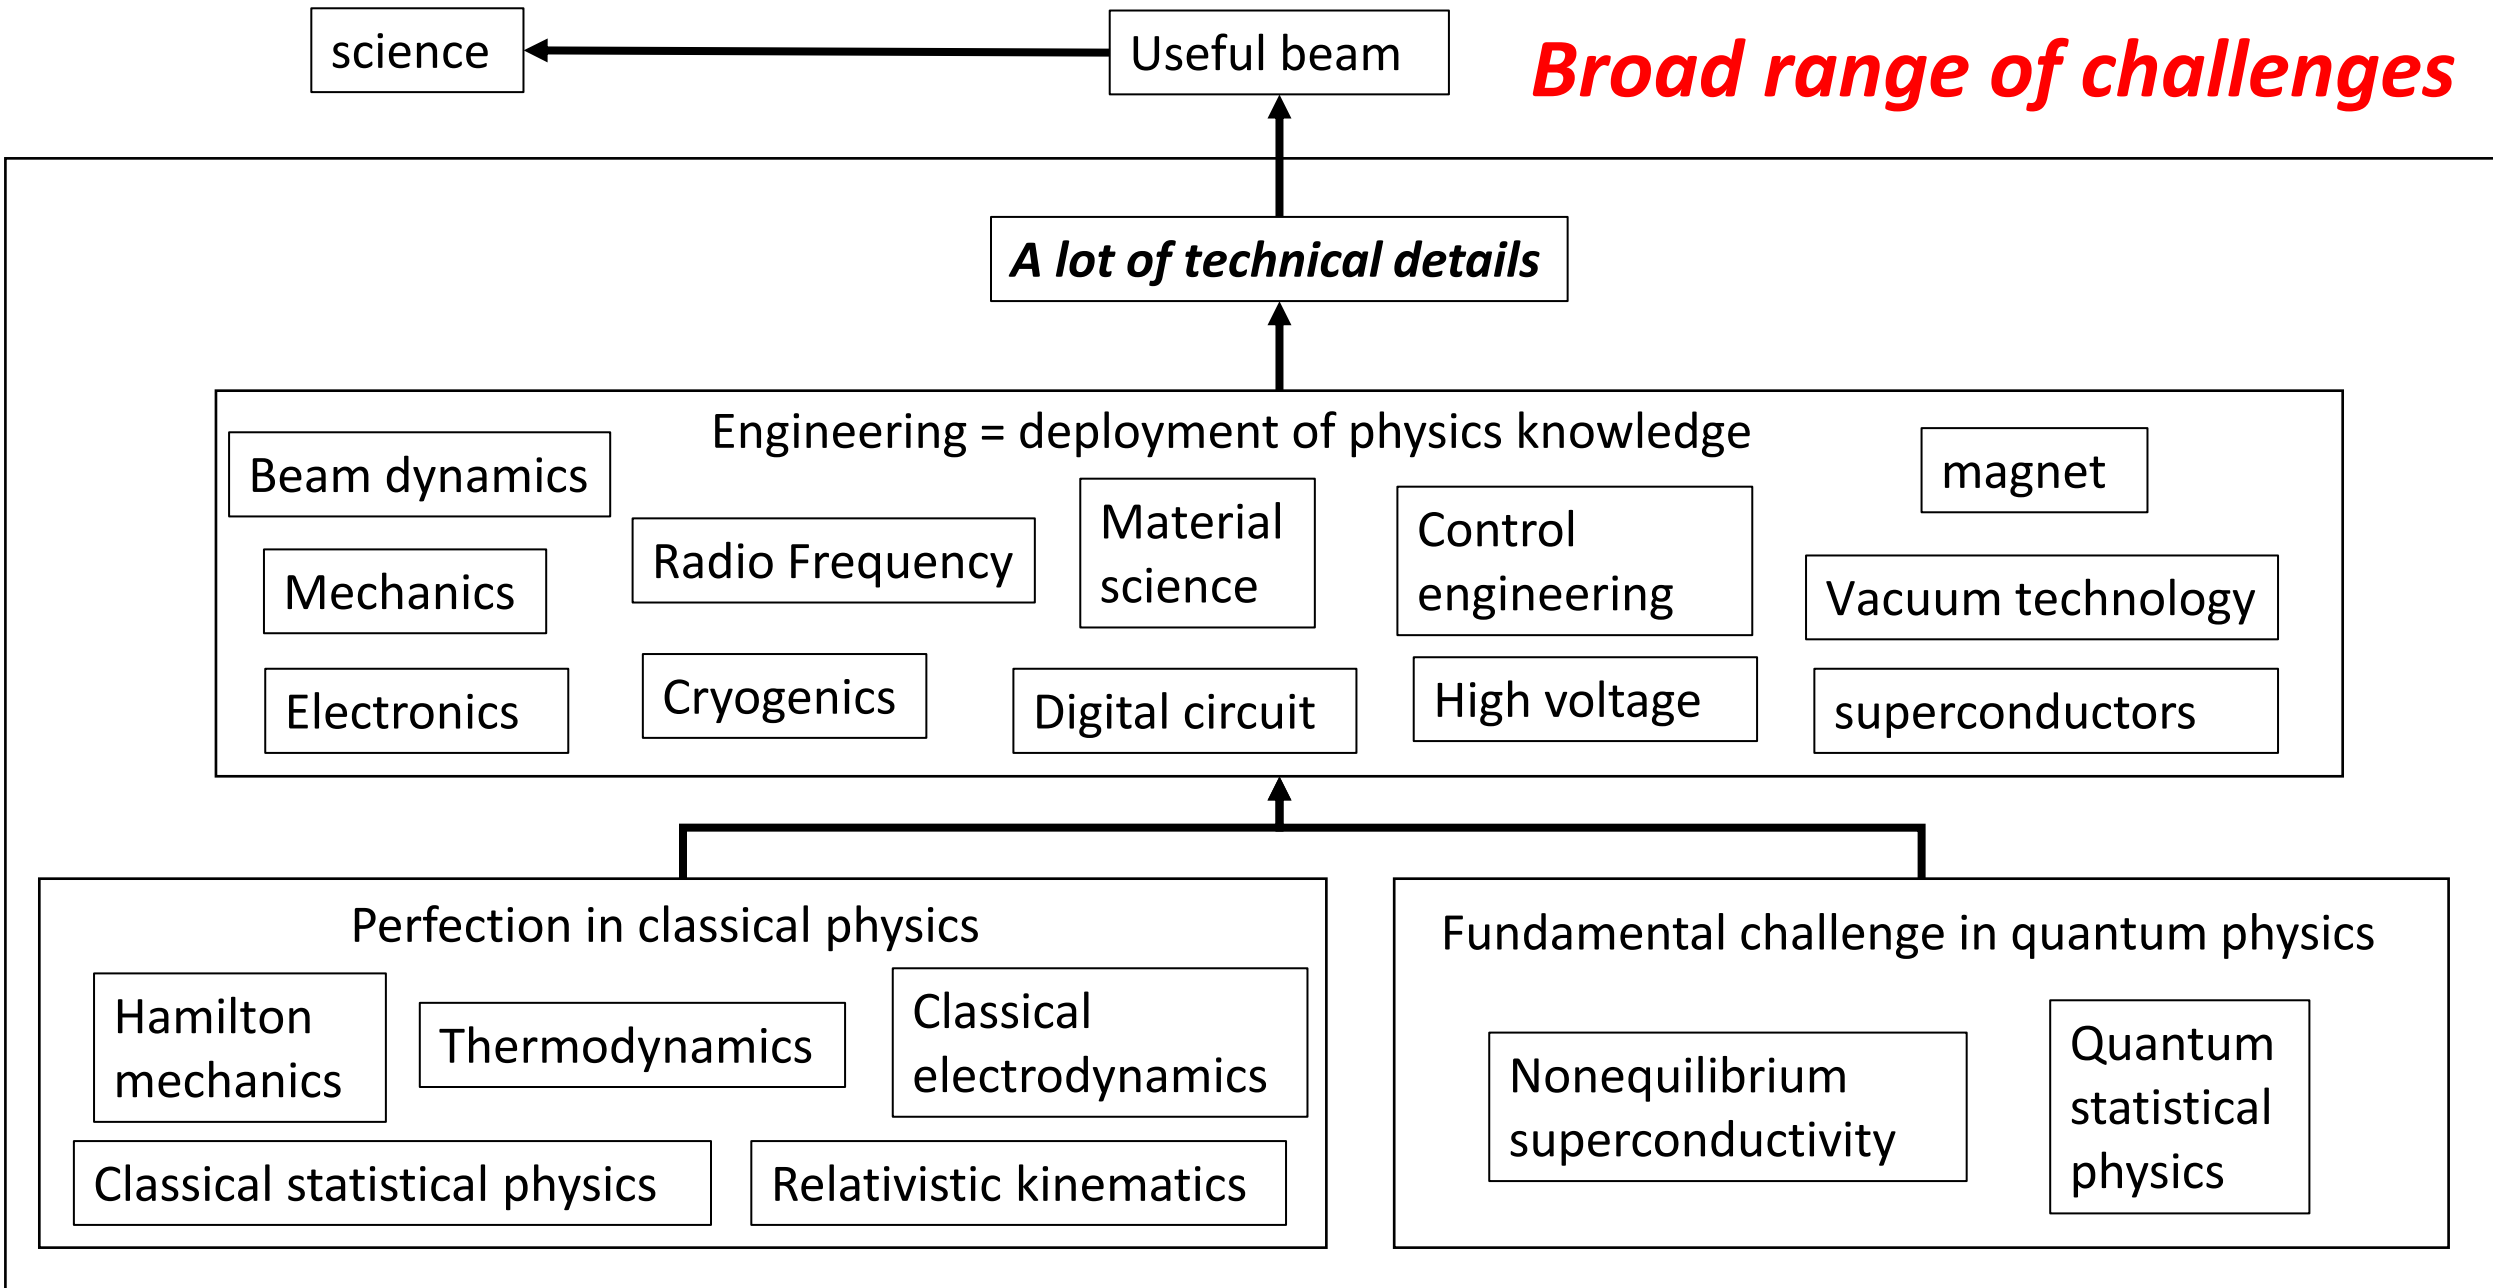 science
Useful beam
Broad range of challenges
A lot of technical details
Engineering = deployment of physics knowledge
Beam dynamics
magnet
Material
science
Control
engineering
Radio Frequency
Mechanics
Vacuum technology
Electronics
Cryogenics
Digital circuit
High voltage
superconductors
Perfection in classical physics
Hamilton
mechanics
Thermodynamics
Classical
electrodynamics
Classical statistical physics
Relativistic kinematics
Fundamental challenge in quantum physics
Nonequilibrium
superconductivity
Quantum
statistical
physics